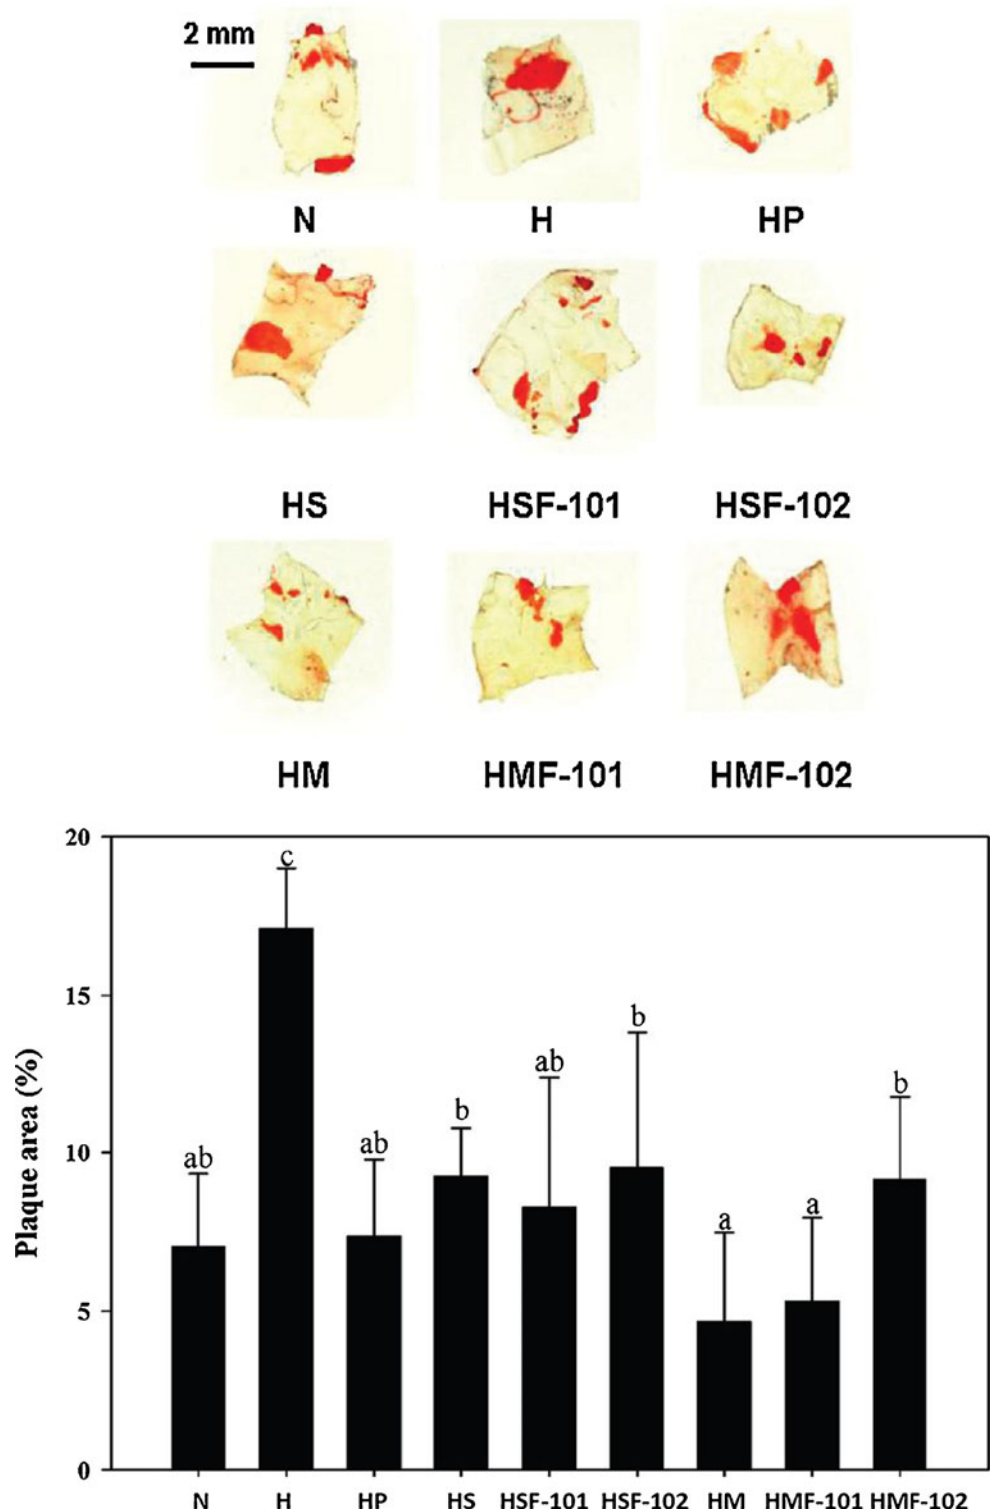 2 mm
N H HP
HS HSF-101 HSF-102
HM HMF-101 HMF-102
20
15
10
5
0
Plaque area (%)
ab c ab b ab b a a b
N H HP HS HSF-101 HSF-102 HM HMF-101 HMF-102